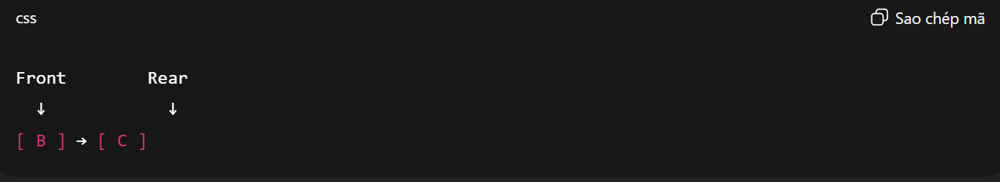 css
Sao chép mã
Front Rear
↓ ↓
[ B ] → [ C ]